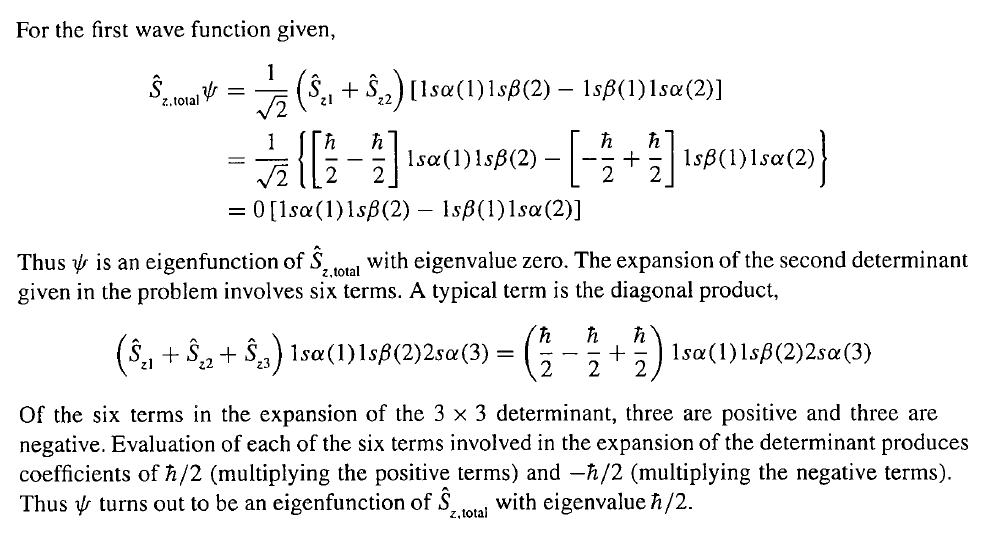 For the first wave function given,
Ŝ_{z,total}ψ = 1/√2 (Ŝ_{z1} + Ŝ_{z2}) [1sα(1)1sβ(2) − 1sβ(1)1sα(2)]
= 1/√2 {[ħ/2 − ħ/2] 1sα(1)1sβ(2) − [−ħ/2 + ħ/2] 1sβ(1)1sα(2)}
= 0 [1sα(1)1sβ(2) − 1sβ(1)1sα(2)]
Thus ψ is an eigenfunction of Ŝ_{z,total} with eigenvalue zero. The expansion of the second determinant
given in the problem involves six terms. A typical term is the diagonal product,
(Ŝ_{z1} + Ŝ_{z2} + Ŝ_{z3}) 1sα(1)1sβ(2)2sα(3) = (ħ/2 − ħ/2 + ħ/2) 1sα(1)1sβ(2)2sα(3)
Of the six terms in the expansion of the 3 × 3 determinant, three are positive and three are
negative. Evaluation of each of the six terms involved in the expansion of the determinant produces
coefficients of ħ/2 (multiplying the positive terms) and −ħ/2 (multiplying the negative terms).
Thus ψ turns out to be an eigenfunction of Ŝ_{z,total} with eigenvalue ħ/2.